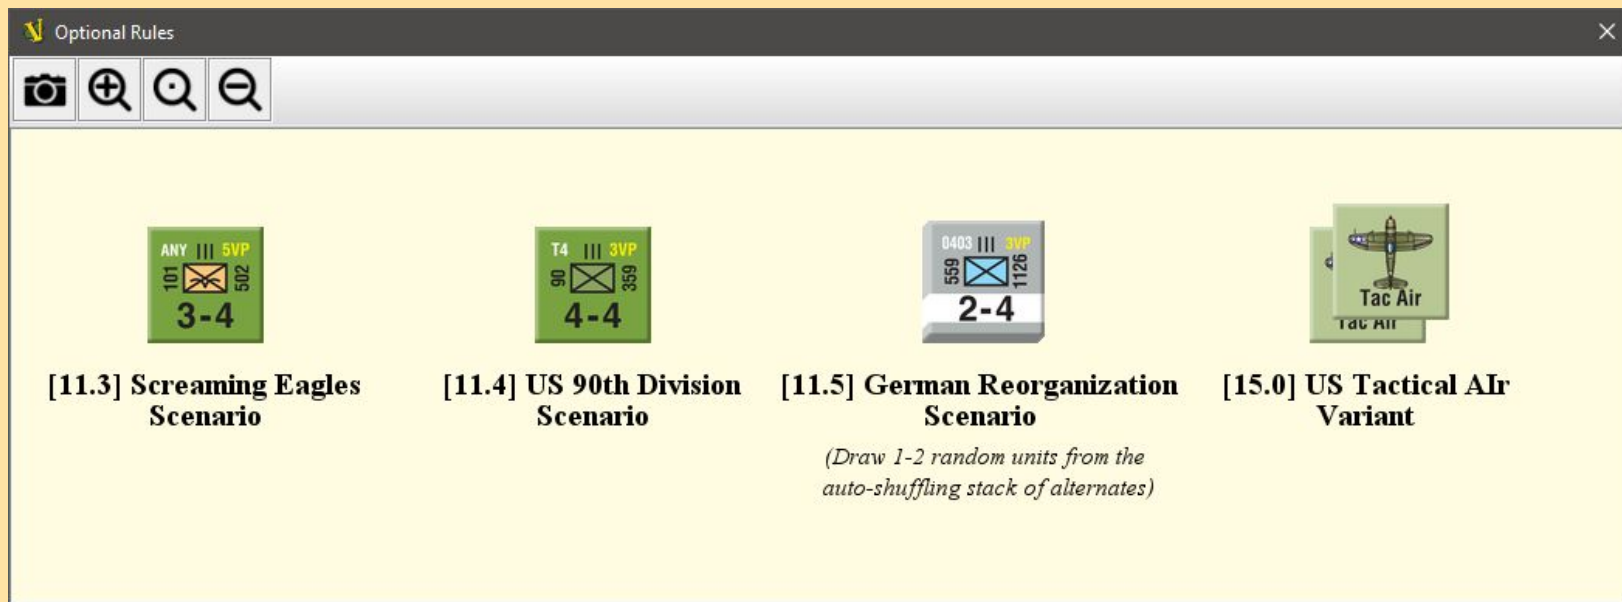 Optional Rules
ANY III 5VP
101 502
3-4
T4 III 3VP
90 359
4-4
0403 III 3VP
559 1126
2-4
Tac Air
Tac Air
[11.3] Screaming Eagles
Scenario
[11.4] US 90th Division
Scenario
[11.5] German Reorganization
Scenario
(Draw 1-2 random units from the
auto-shuffling stack of alternates)
[15.0] US Tactical AIr
Variant